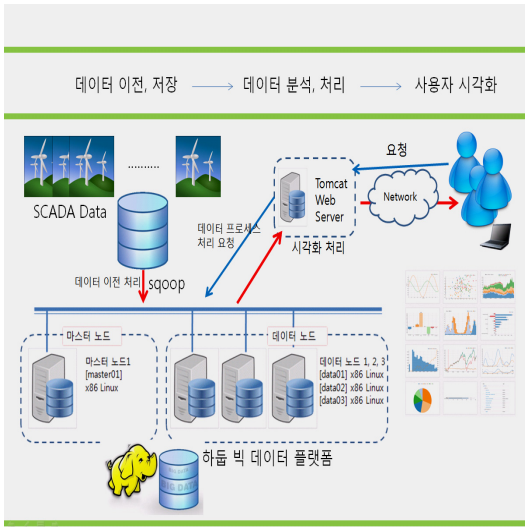 데이터 이전, 저장 데이터 분석, 처리 사용자 시각화
요청
Tomcat
Web
Server
Network
SCADA Data
데이터 프로세스
처리 요청
시각화 처리
데이터 이전 처리
sqoop
마스터 노드
데이터 노드
마스터 노드1
[master01]
x86 Linux
데이터 노드 1, 2, 3
[data01] x86 Linux
[data02] x86 Linux
[data03] x86 Linux
하둡 빅 데이터 플랫폼
BIG DATA